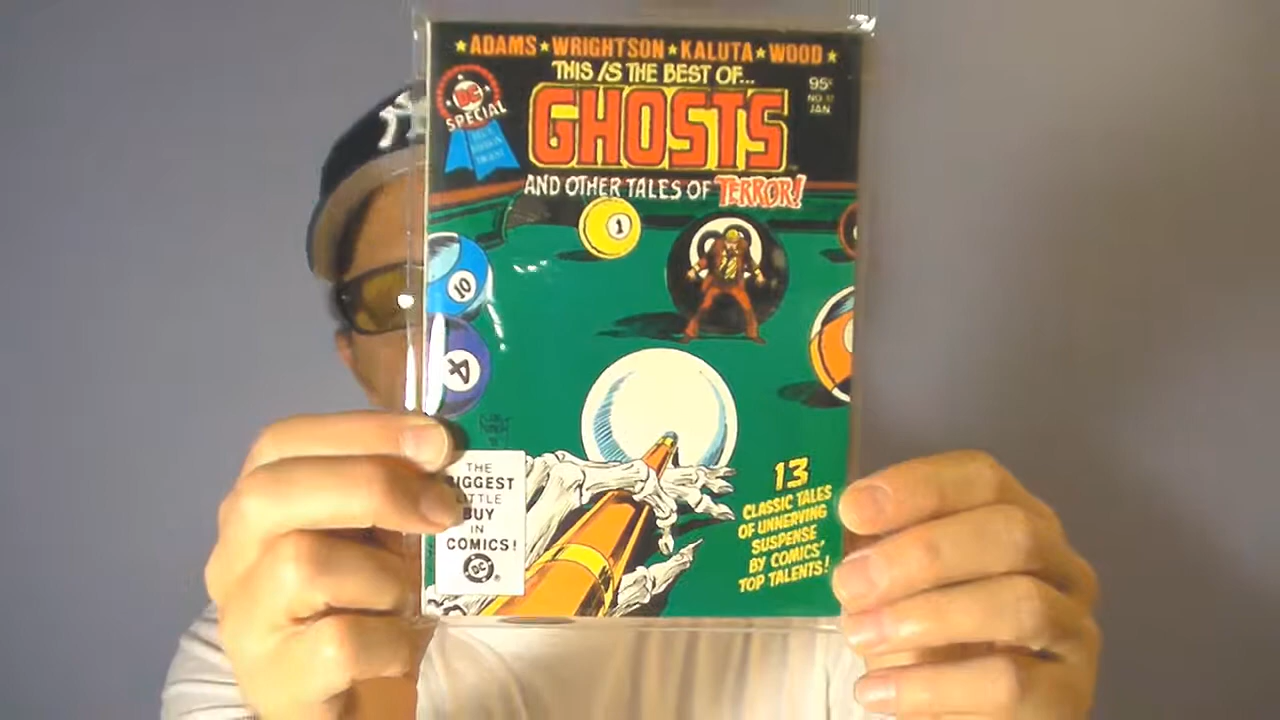 ★ADAMS★WRIGHTSON★KALUTA★WOOD★
THIS IS THE BEST OF...
GHOSTS
AND OTHER TALES OF TERROR!
95¢
NO.
JAN
DC
SPECIAL
1
10
4
THE
BIGGEST
LITTLE
BUY
IN
COMICS!
DC
®
13
CLASSIC TALES
OF UNNERVING
SUSPENSE
BY COMICS'
TOP TALENTS!